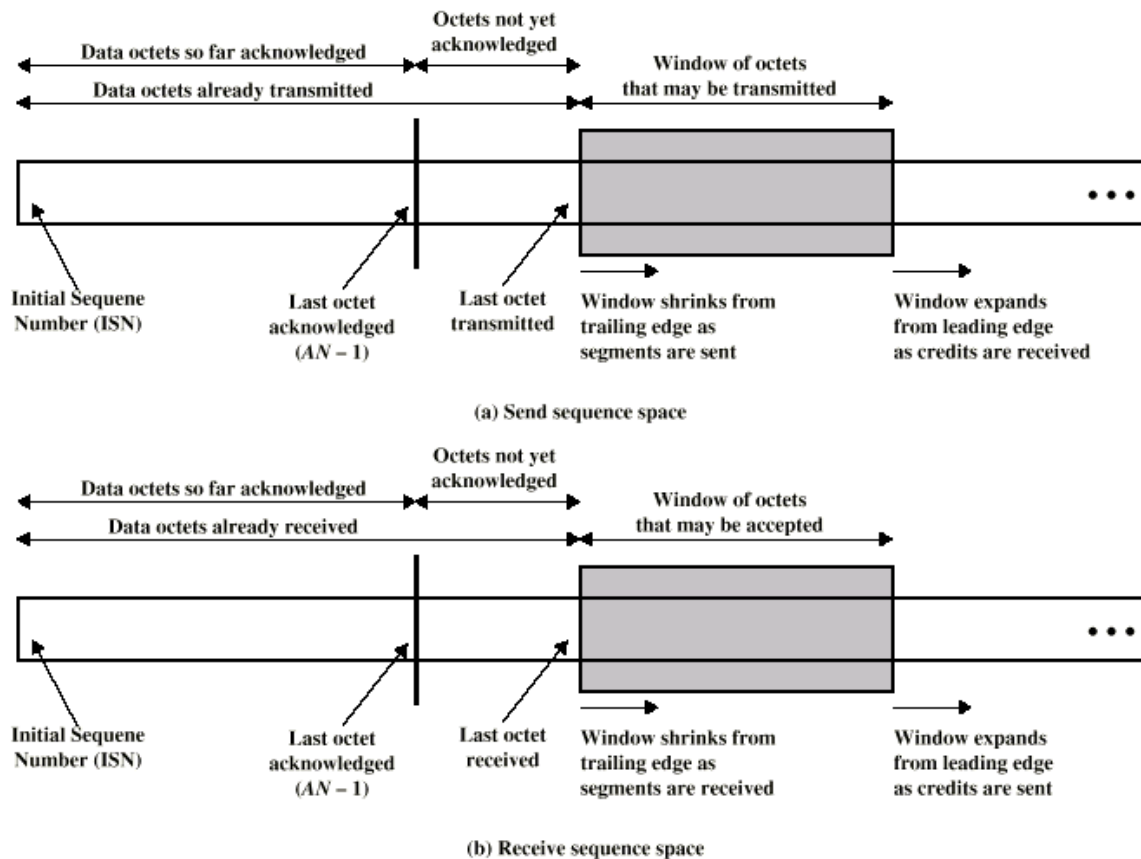 Octets not yet
acknowledged
Data octets so far acknowledged
Window of octets
that may be transmitted
Data octets already transmitted
• • •
Initial Sequene
Number (ISN)
Last octet
acknowledged
(AN – 1)
Last octet
transmitted
Window shrinks from
trailing edge as
segments are sent
Window expands
from leading edge
as credits are received
(a) Send sequence space
Octets not yet
acknowledged
Data octets so far acknowledged
Window of octets
that may be accepted
Data octets already received
• • •
Initial Sequene
Number (ISN)
Last octet
acknowledged
(AN – 1)
Last octet
received
Window shrinks from
trailing edge as
segments are received
Window expands
from leading edge
as credits are sent
(b) Receive sequence space